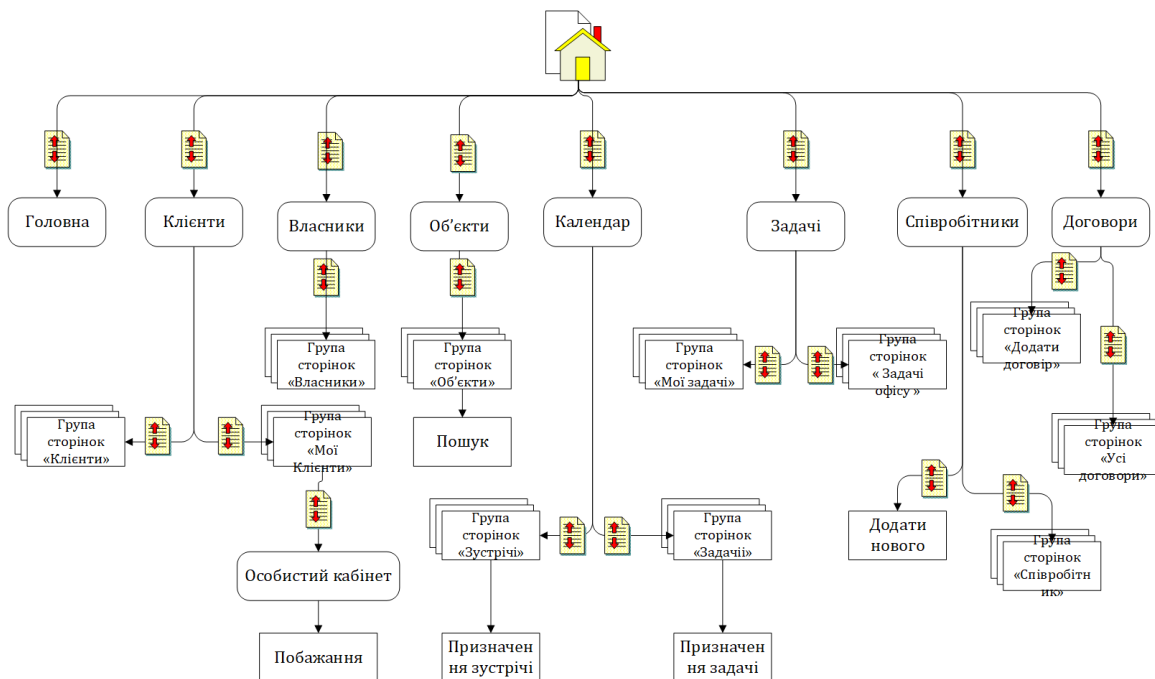 Головна
Клієнти
Власники
Об’єкти
Календар
Задачі
Співробітники
Договори
Група
сторінок
«Власники»
Група
сторінок
«Об’єкти»
Група
сторінок
«Мої задачі»
Група
сторінок
« Задачі
офісу »
Група
сторінок
«Додати
договір»
Група
сторінок
«Клієнти»
Група
сторінок
«Мої
Клієнти»
Пошук
Група
сторінок
«Усі
договори»
Група
сторінок
«Зустрічі»
Група
сторінок
«Задачіі»
Додати
нового
Група
сторінок
«Співробітн
ик»
Особистий кабінет
Побажання
Призначен
ня зустрічі
Призначен
ня задачі